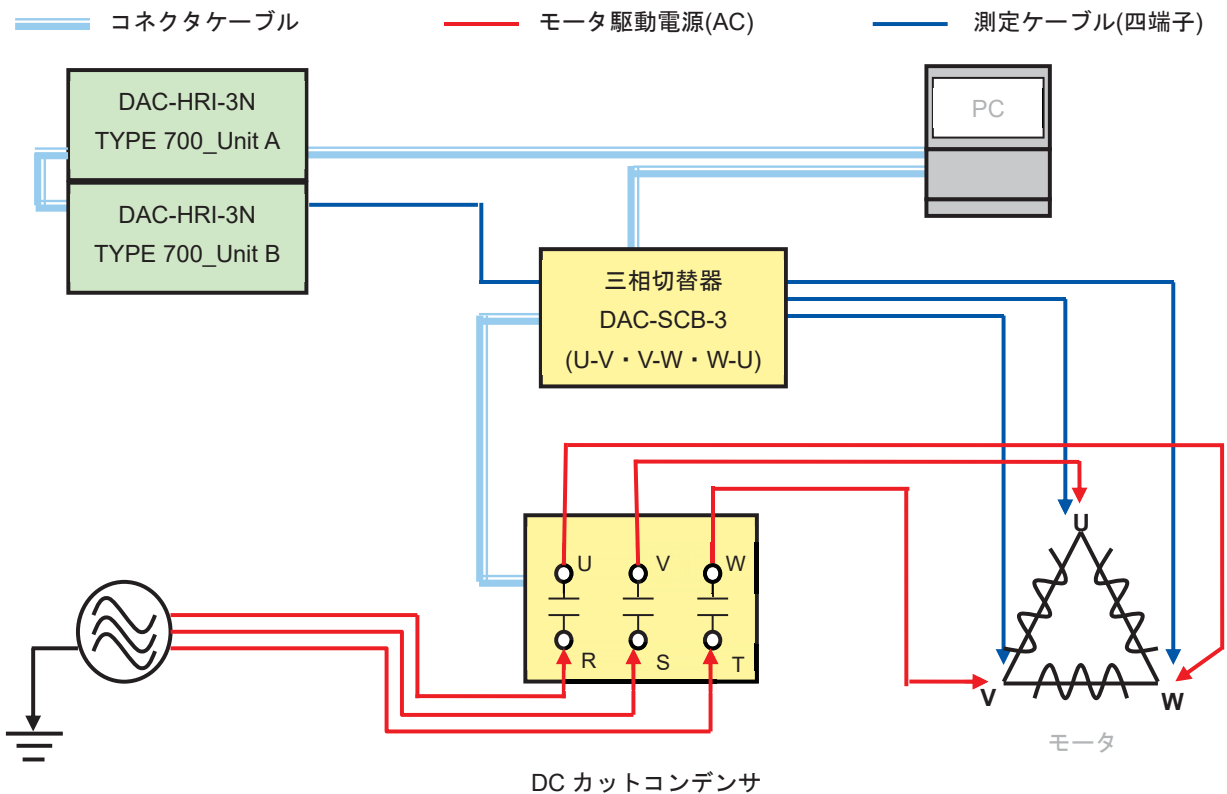 コネクタケーブル
モータ駆動電源(AC)
測定ケーブル(四端子)
DAC-HRI-3N
TYPE 700_Unit A
PC
DAC-HRI-3N
TYPE 700_Unit B
三相切替器
DAC-SCB-3
(U-V・V-W・W-U)
U
V
W
R
S
T
U
V
W
モータ
DC カットコンデンサ